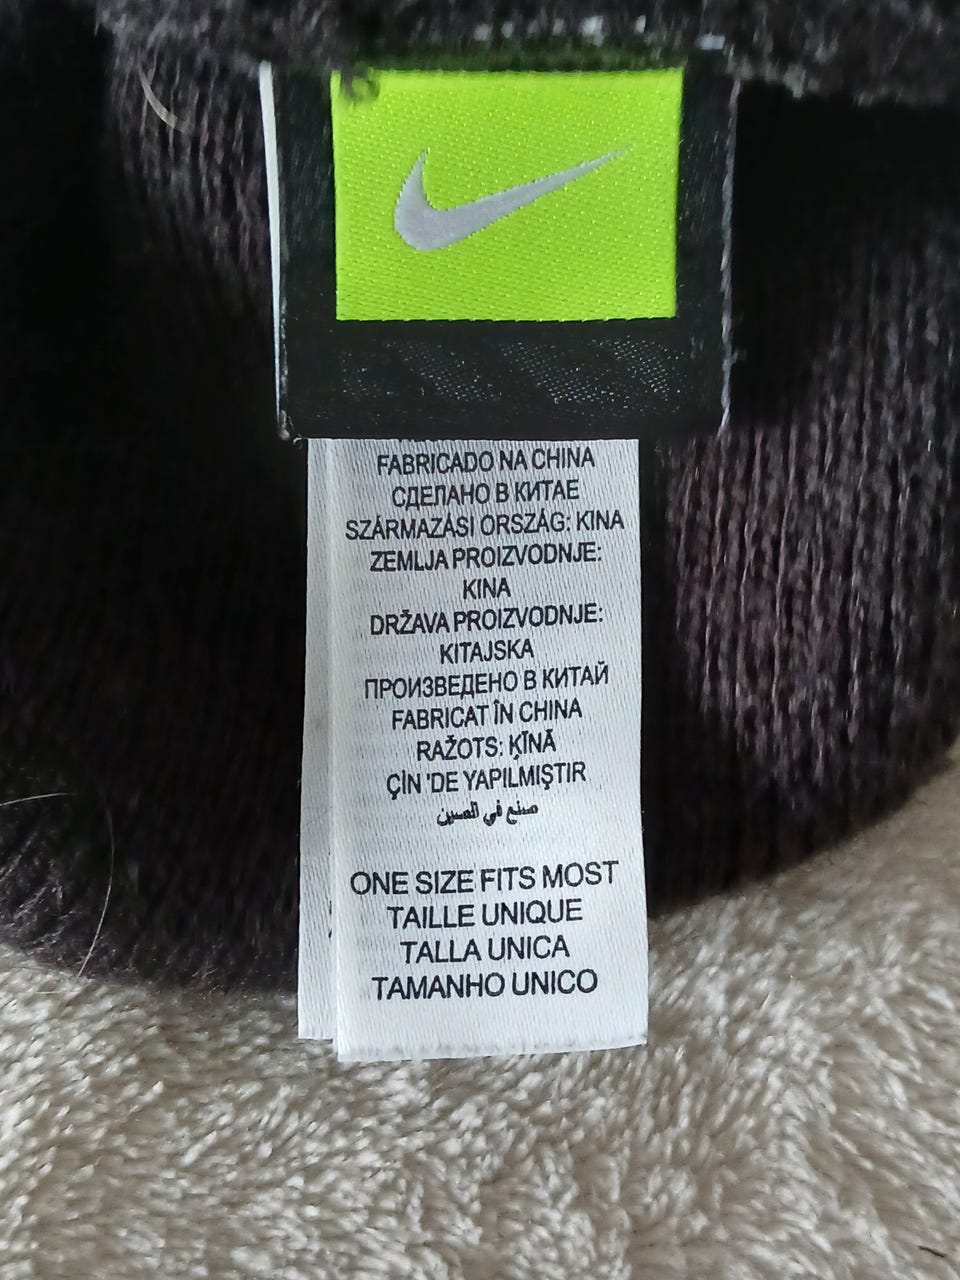 FABRICADO NA CHINA
СДЕЛАНО В КИТАЕ
SZÁRMAZÁSI ORSZÁG: KINA
ZEMLJA PROIZVODNJE:
KINA
DRŽAVA PROIZVODNJE:
KITAJSKA
ПРОИЗВЕДЕНО В КИТАЙ
FABRICAT ÎN CHINA
RAŽOTS: ĶĪNĀ
ÇİN 'DE YAPILMIŞTIR
صنع في الصين
ONE SIZE FITS MOST
TAILLE UNIQUE
TALLA UNICA
TAMANHO UNICO